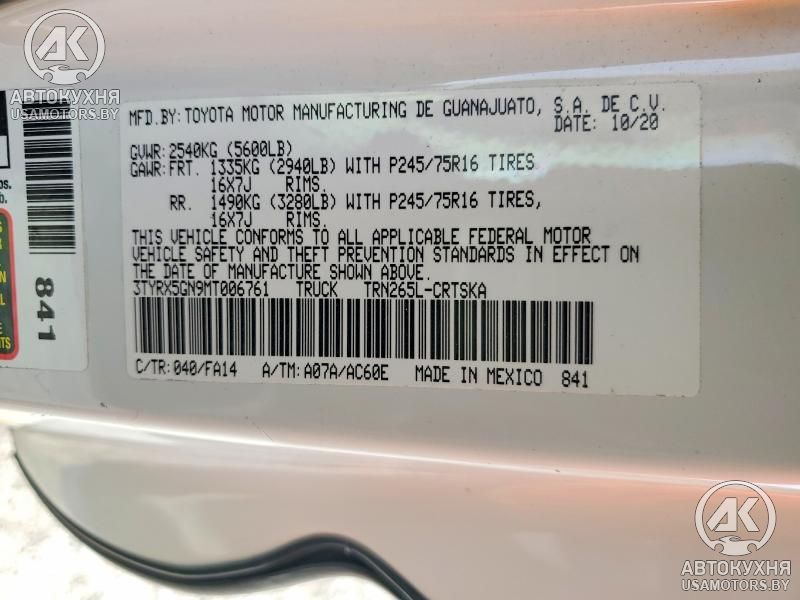 AK
АВТОКУХНЯ
USAMOTORS.BY
MFD.BY: TOYOTA MOTOR MANUFACTURING DE GUANAJUATO, S.A. DE C.V.
DATE: 10/20
GVWR: 2540KG (5600LB)
GAWR: FRT. 1335KG (2940LB) WITH P245/75R16 TIRES
16X7J RIMS.
RR. 1490KG (3280LB) WITH P245/75R16 TIRES,
16X7J RIMS.
THIS VEHICLE CONFORMS TO ALL APPLICABLE FEDERAL MOTOR
VEHICLE SAFETY AND THEFT PREVENTION STANDARDS IN EFFECT ON
THE DATE OF MANUFACTURE SHOWN ABOVE.
3TYRX5GN9MT006761 TRUCK TRN265L-CRTSKA
C/TR: 040/FA14 A/TM: A07A/AC60E MADE IN MEXICO 841
841
AK
АВТОКУХНЯ
USAMOTORS.BY